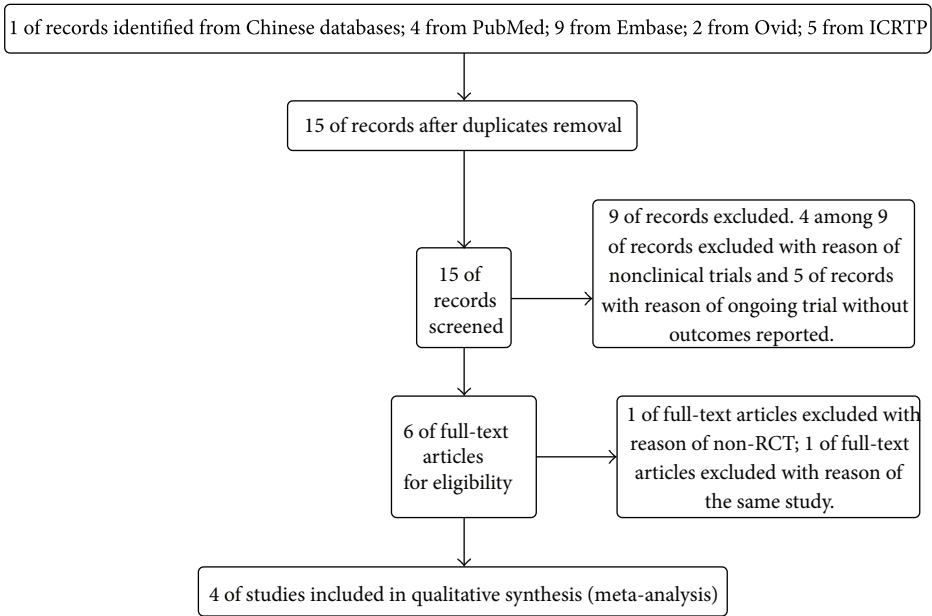 1 of records identified from Chinese databases; 4 from PubMed; 9 from Embase; 2 from Ovid; 5 from ICRTP
15 of records after duplicates removal
15 of
records
screened
9 of records excluded. 4 among 9
of records excluded with reason of
nonclinical trials and 5 of records
with reason of ongoing trial without
outcomes reported.
6 of full-text
articles
for eligibility
1 of full-text articles excluded with
reason of non-RCT; 1 of full-text
articles excluded with reason of
the same study.
4 of studies included in qualitative synthesis (meta-analysis)